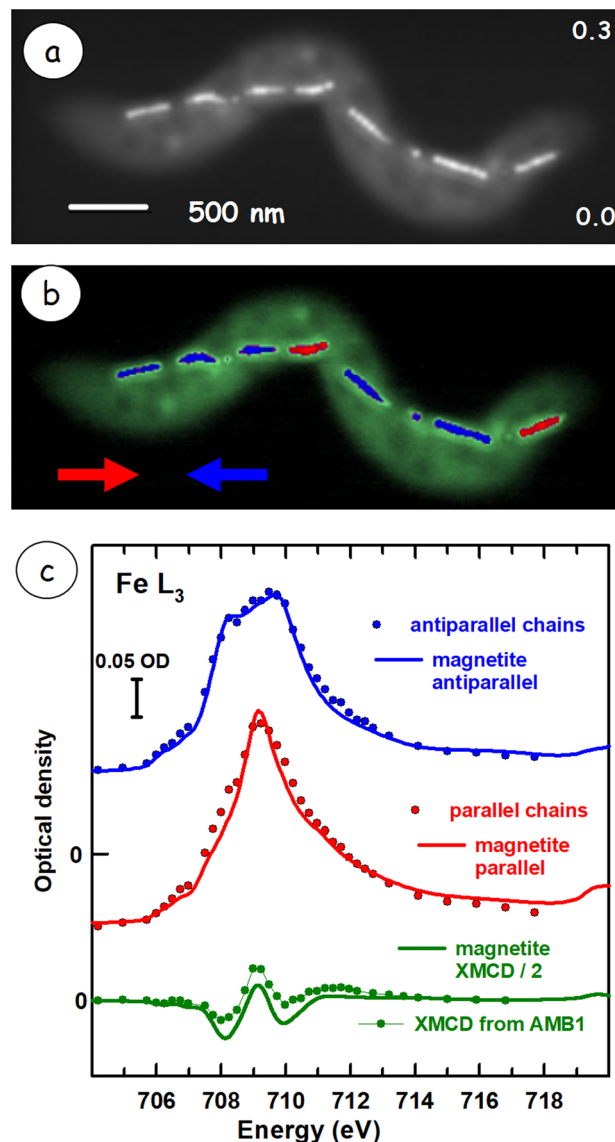 a
0.3
500 nm
0.0
b
c
Fe L3
0.05 OD
antiparallel chains
magnetite
antiparallel
parallel chains
magnetite
parallel
magnetite
XMCD / 2
XMCD from AMB1
Optical density
0
0
706 708 710 712 714 716 718
Energy (eV)